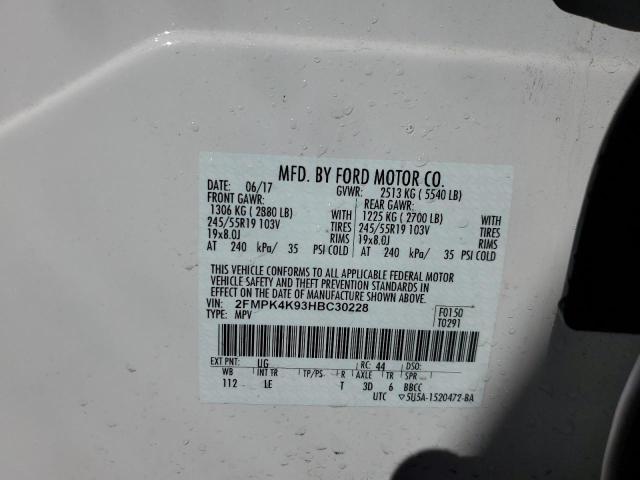 MFD. BY FORD MOTOR CO.
DATE: 06/17 GVWR: 2513 KG ( 5540 LB)
FRONT GAWR: REAR GAWR:
1306 KG ( 2880 LB) WITH 1225 KG ( 2700 LB) WITH
245/55R19 103V TIRES 245/55R19 103V TIRES
19x8.0J RIMS 19x8.0J RIMS
AT 240 kPa/ 35 PSI COLD AT 240 kPa/ 35 PSI COLD
THIS VEHICLE CONFORMS TO ALL APPLICABLE FEDERAL MOTOR
VEHICLE SAFETY AND THEFT PREVENTION STANDARDS IN
EFFECT ON THE DATE OF MANUFACTURE SHOWN ABOVE.
VIN: 2FMPK4K93HBC30228 F0150
TYPE: MPV T0291
EXT PNT: UG RC: 44 DSO:
WB INT TR TP/PS R AXLE TR SPR
112 LE T 3D 6 BBCC
UTC ▽5U5A-1520472-BA